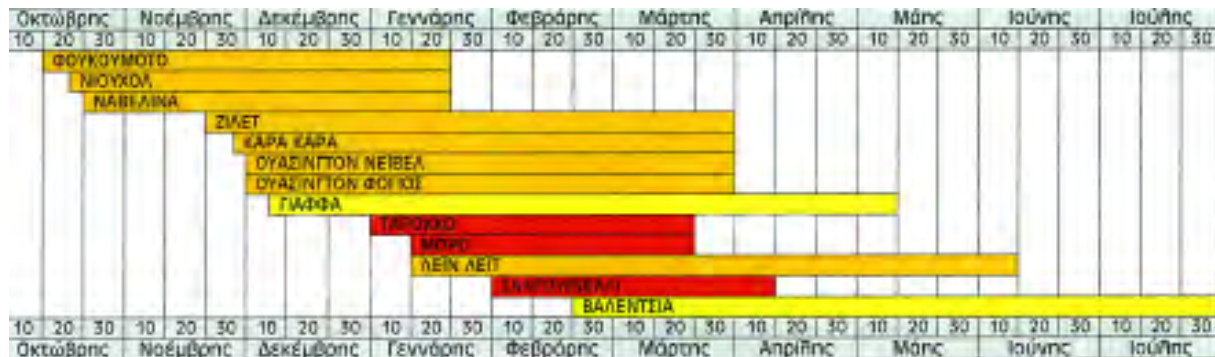 Οκτώβρης Νοέμβρης Δεκέμβρης Γεννάρης Φεβράρης Μάρτης Απρίλης Μάης Ιούνης Ιούλης
10 20 30 10 20 30 10 20 30 10 20 30 10 20 30 10 20 30 10 20 30 10 20 30 10 20 30 10 20 30
ΦΟΥΚΟΥΜΟΤΟ
ΝΙΟΥΧΟΛ
ΝΑΒΕΛΙΝΑ
ΖΙΛΕΤ
ΚΑΡΑ ΚΑΡΑ
ΟΥΑΣΙΝΓΤΟΝ ΝΕΪΒΕΛ
ΟΥΑΣΙΝΓΤΟΝ
ΓΙΑΦΦΑ
ΤΑΡΟΚΚΟ
ΜΟΡΟ
ΛΕΙΝ ΛΕΙΤ
ΒΑΛΕΝΤΣΙΑ
10 20 30 10 20 30 10 20 30 10 20 30 10 20 30 10 20 30 10 20 30 10 20 30 10 20 30 10 20 30
Οκτώβρης Νοέμβρης Δεκέμβρης Γεννάρης Φεβράρης Μάρτης Απρίλης Μάης Ιούνης Ιούλης